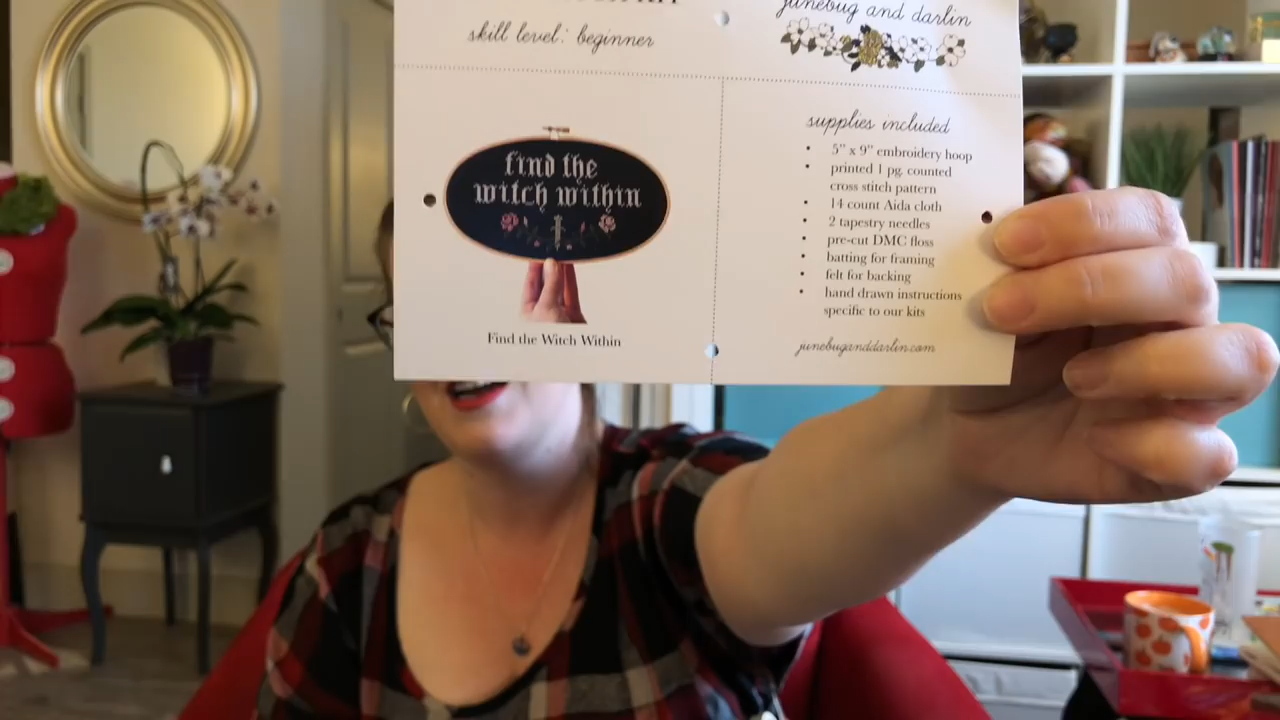 skill level: beginner
junebug and darlin
find the
witch within
Find the Witch Within
supplies included
• 5" x 9" embroidery hoop
• printed 1 pg. counted
cross stitch pattern
• 14 count Aida cloth
• 2 tapestry needles
• pre-cut DMC floss
• batting for framing
• felt for backing
• hand drawn instructions
specific to our kits
junebuganddarlin.com